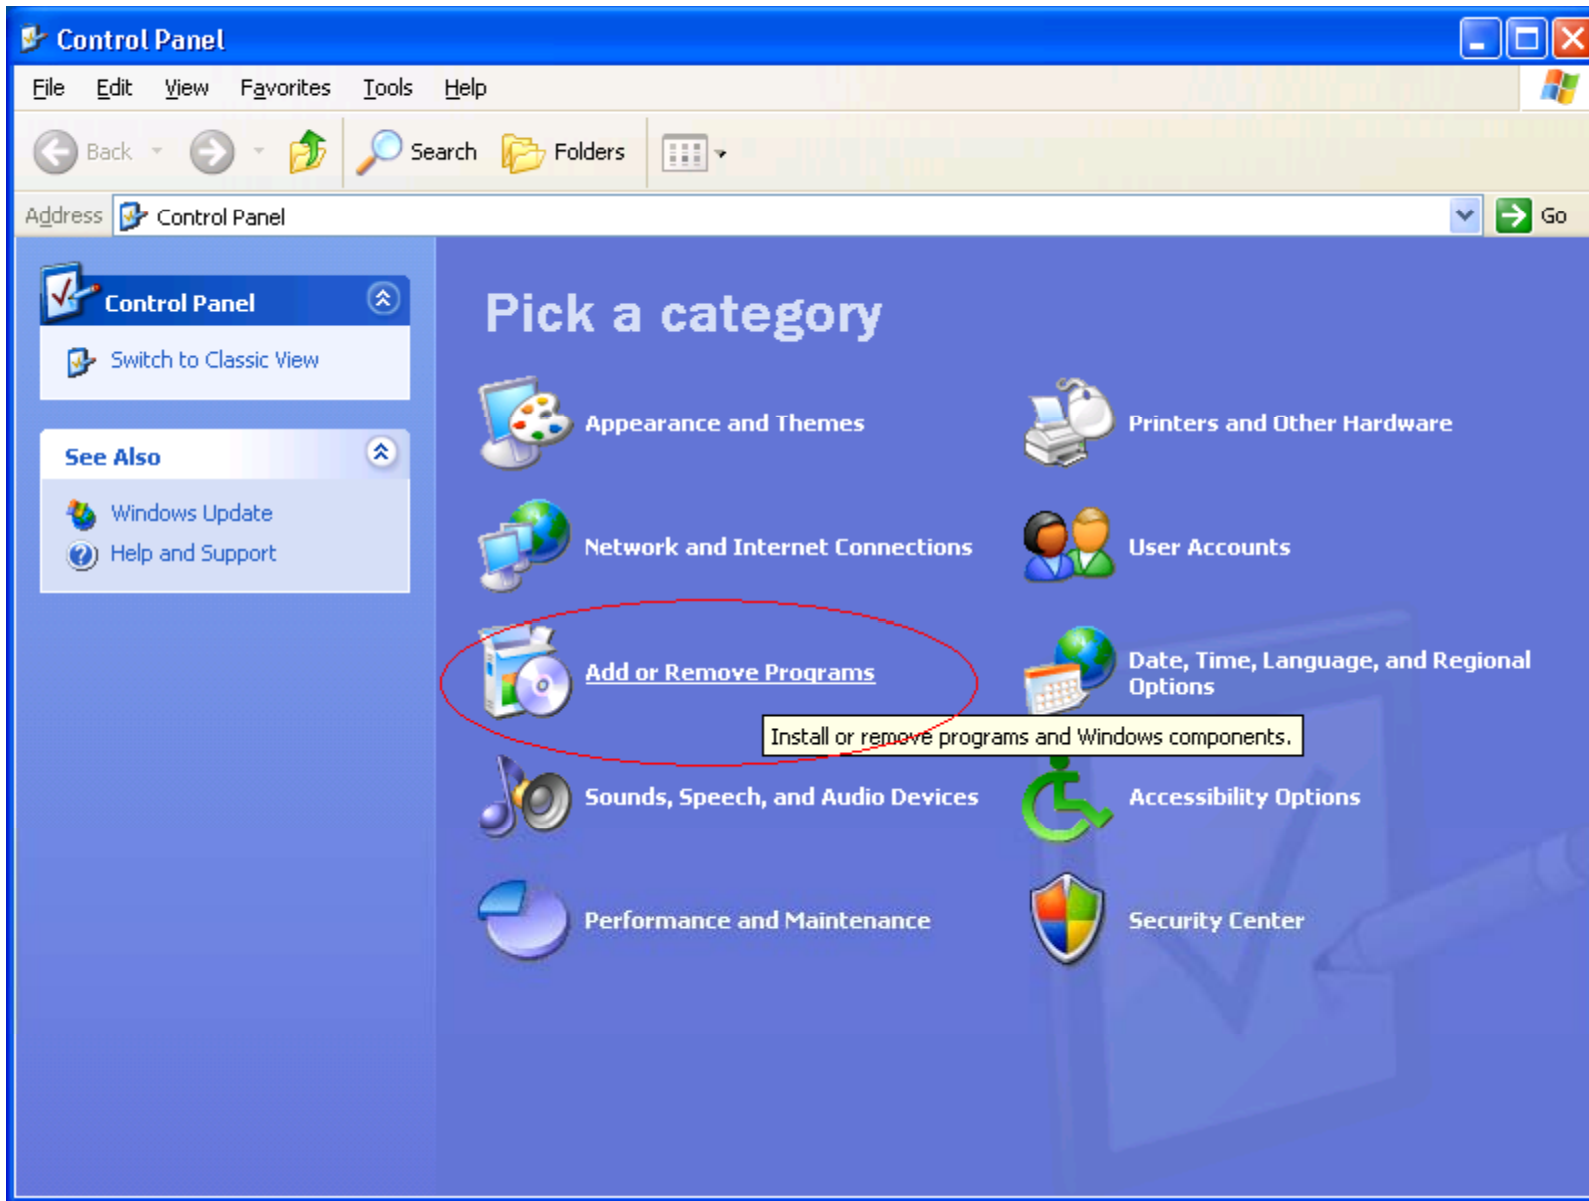 Control Panel
File Edit View Favorites Tools Help
Back Search Folders
Address Control Panel Go
Control Panel
Switch to Classic View
See Also
Windows Update
Help and Support
Pick a category
Appearance and Themes
Printers and Other Hardware
Network and Internet Connections
User Accounts
Add or Remove Programs
Date, Time, Language, and Regional
Options
Install or remove programs and Windows components.
Sounds, Speech, and Audio Devices
Accessibility Options
Performance and Maintenance
Security Center